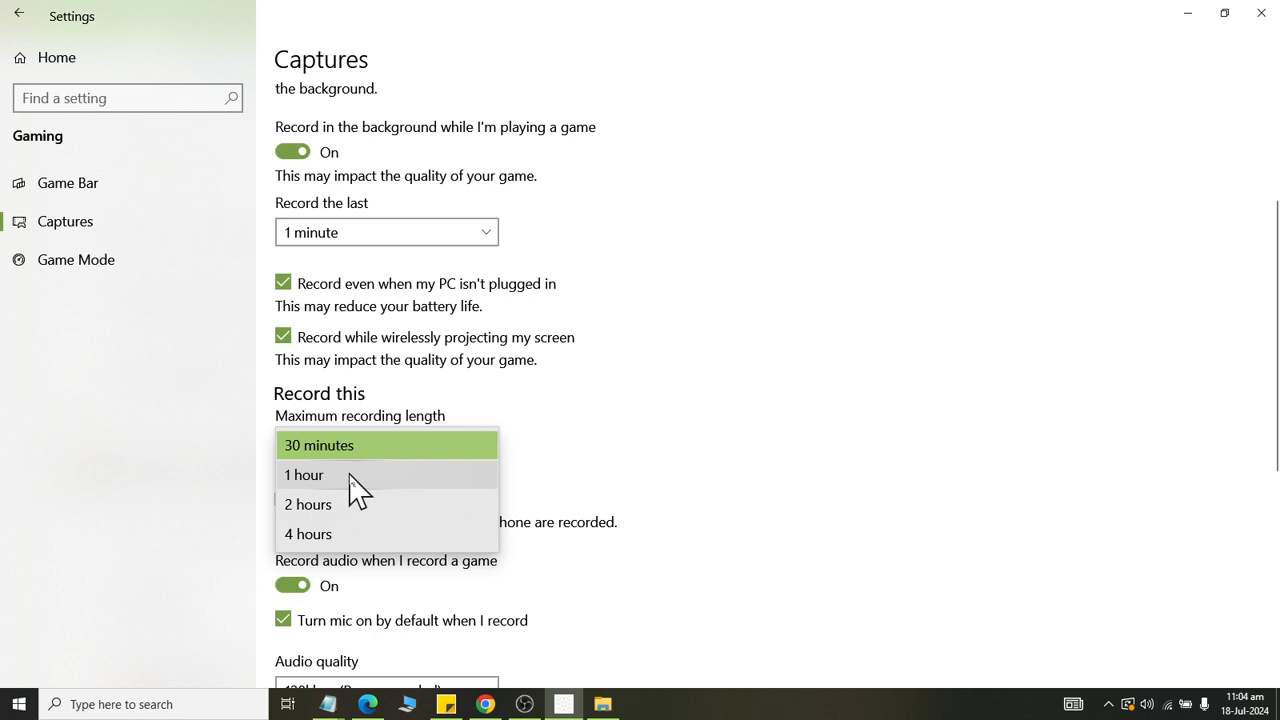 Settings
Home
Find a setting
Gaming
Game Bar
Captures
Game Mode
Captures
the background.
Record in the background while I'm playing a game
On
This may impact the quality of your game.
Record the last
1 minute
Record even when my PC isn't plugged in
This may reduce your battery life.
Record while wirelessly projecting my screen
This may impact the quality of your game.
Record this
Maximum recording length
30 minutes
1 hour
2 hours
hone are recorded.
4 hours
Record audio when I record a game
On
Turn mic on by default when I record
Audio quality
Type here to search
11:04 am
18-Jul-2024